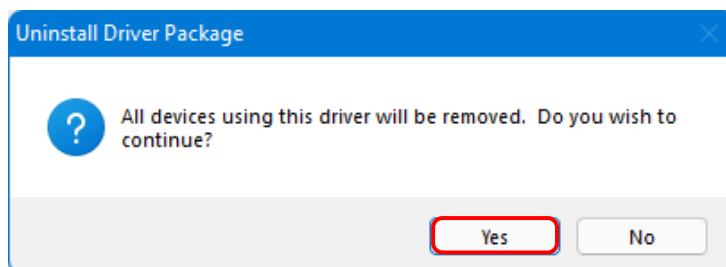 Uninstall Driver Package
All devices using this driver will be removed.  Do you wish to
continue?
Yes
No